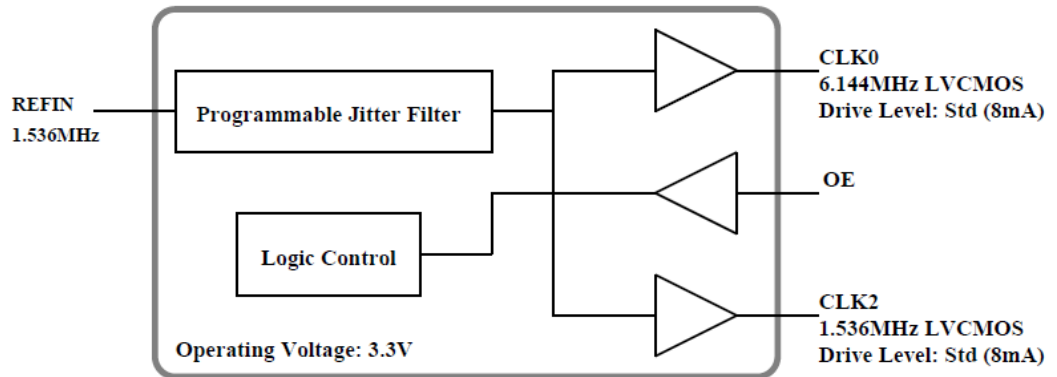 REFIN
1.536MHz
Programmable Jitter Filter
Logic Control
Operating Voltage: 3.3V
CLK0
6.144MHz LVCMOS
Drive Level: Std (8mA)
OE
CLK2
1.536MHz LVCMOS
Drive Level: Std (8mA)